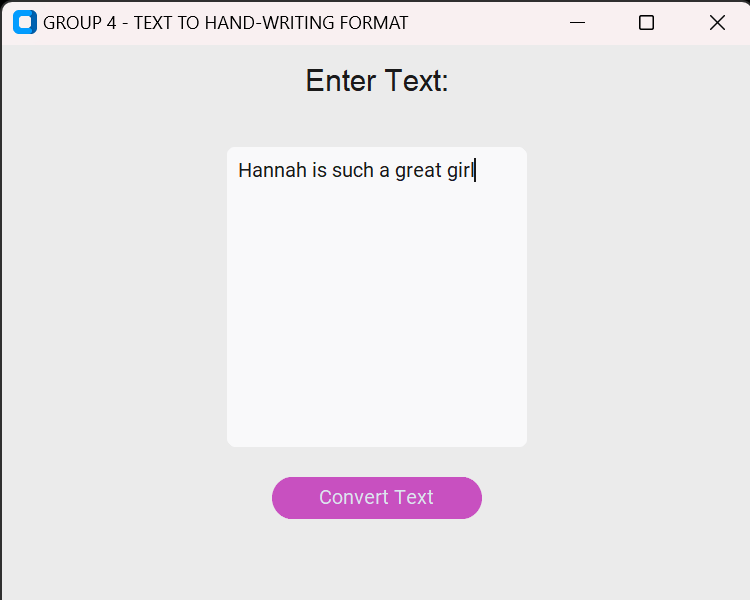 GROUP 4 - TEXT TO HAND-WRITING FORMAT
Enter Text:
Hannah is such a great girl
Convert Text